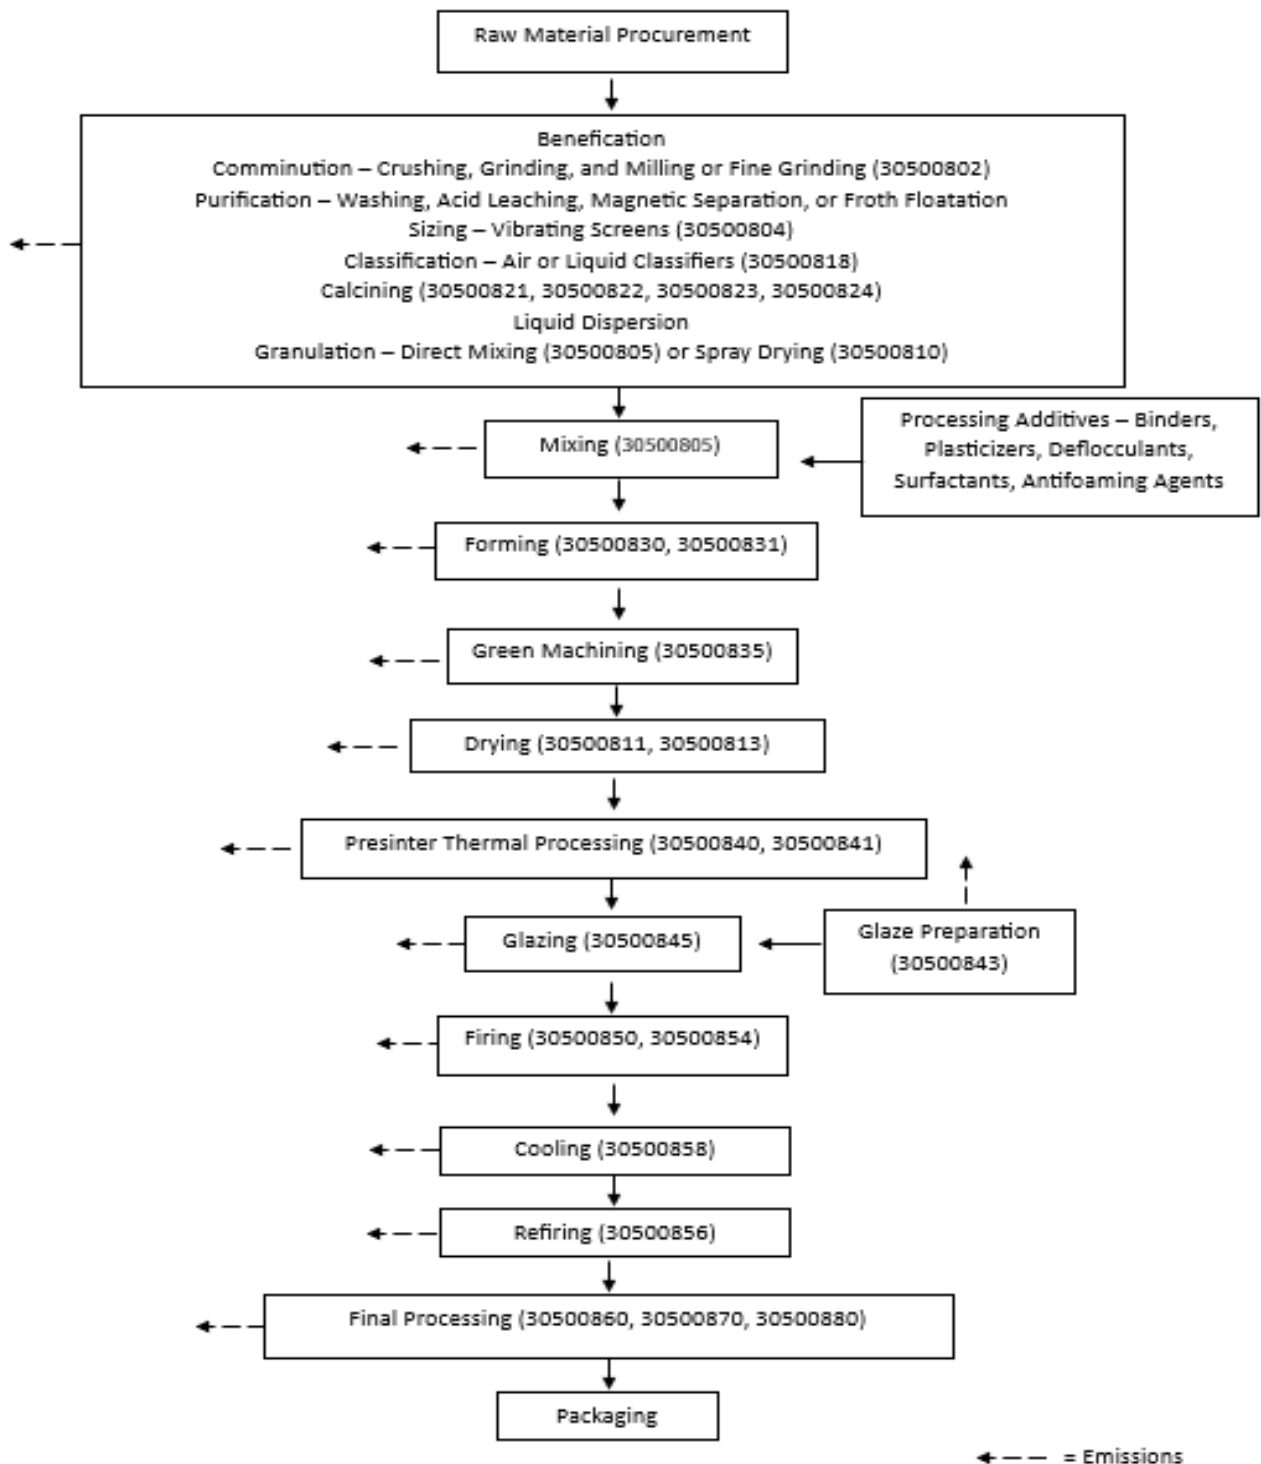 Raw Material Procurement
Benefication
Comminution – Crushing, Grinding, and Milling or Fine Grinding (30500802)
Purification – Washing, Acid Leaching, Magnetic Separation, or Froth Floatation
Sizing – Vibrating Screens (30500804)
Classification – Air or Liquid Classifiers (30500818)
Calcining (30500821, 30500822, 30500823, 30500824)
Liquid Dispersion
Granulation – Direct Mixing (30500805) or Spray Drying (30500810)
Mixing (30500805)
Processing Additives – Binders,
Plasticizers, Deflocculants,
Surfactants, Antifoaming Agents
Forming (30500830, 30500831)
Green Machining (30500835)
Drying (30500811, 30500813)
Presinter Thermal Processing (30500840, 30500841)
Glazing (30500845)
Glaze Preparation
(30500843)
Firing (30500850, 30500854)
Cooling (30500858)
Refiring (30500856)
Final Processing (30500860, 30500870, 30500880)
Packaging
= Emissions